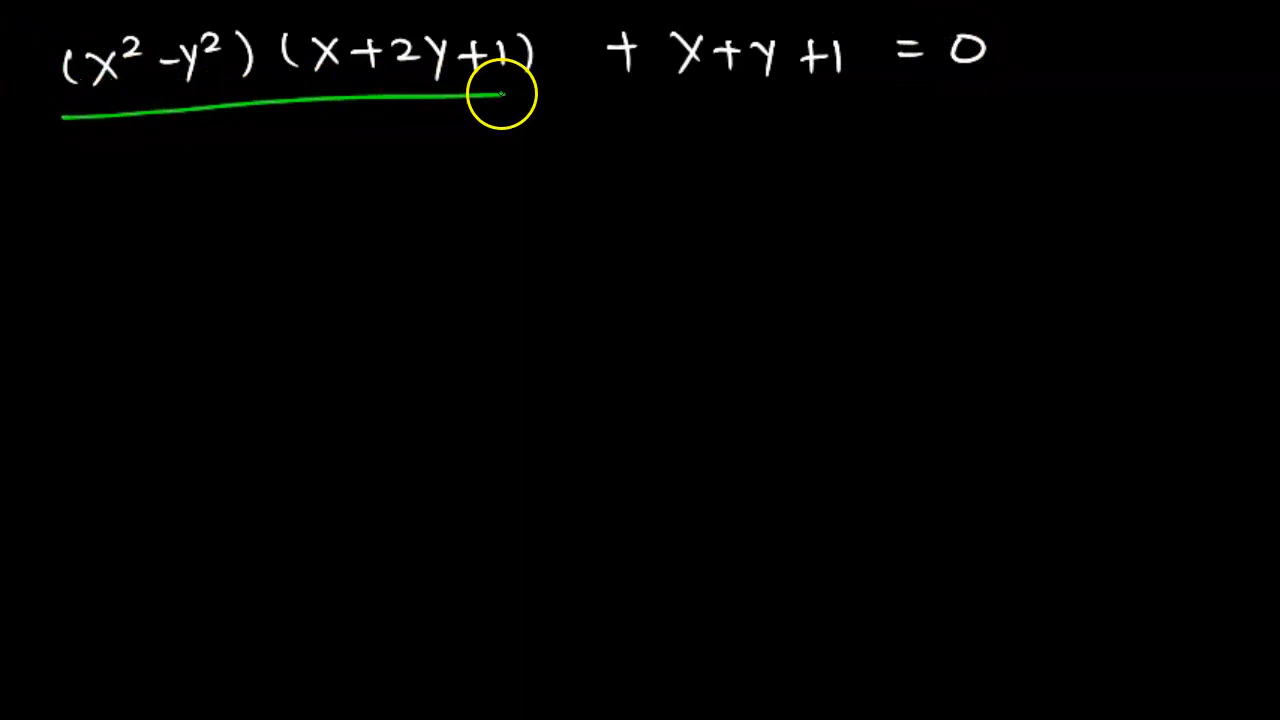 (x² - y²) (x + 2y + 1) + x + y + 1 = 0